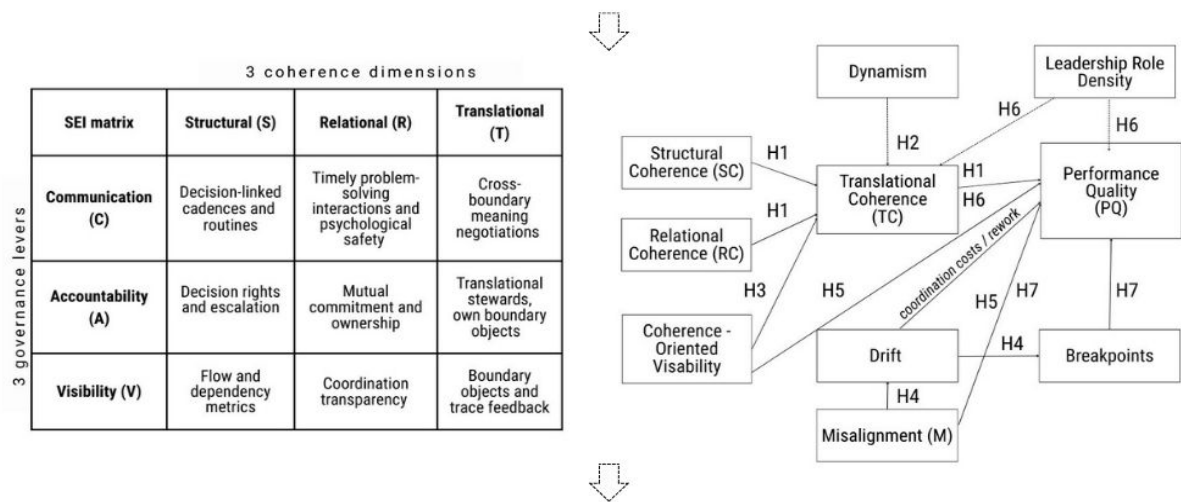 3 coherence dimensions
3 governance levers
SEI matrix
Structural (S)
Relational (R)
Translational
(T)
Communication
(C)
Decision-linked
cadences and
routines
Timely problem-
solving
interactions and
psychological
safety
Cross-
boundary
meaning
negotiations
Accountability
(A)
Decision rights
and escalation
Mutual
commitment and
ownership
Translational
stewards,
own boundary
objects
Visibility (V)
Flow and
dependency
metrics
Coordination
transparency
Boundary
objects and
trace feedback
Dynamism
Leadership Role
Density
H6
H2
H6
Structural
Coherence (SC)
H1
Translational
Coherence
(TC)
H1
H6
Performance
Quality
(PQ)
Relational
Coherence (RC)
H1
H3
H5
coordination costs / rework
H5
H7
H7
Coherence -
Oriented
Visability
Drift
H4
Breakpoints
H4
Misalignment (M)